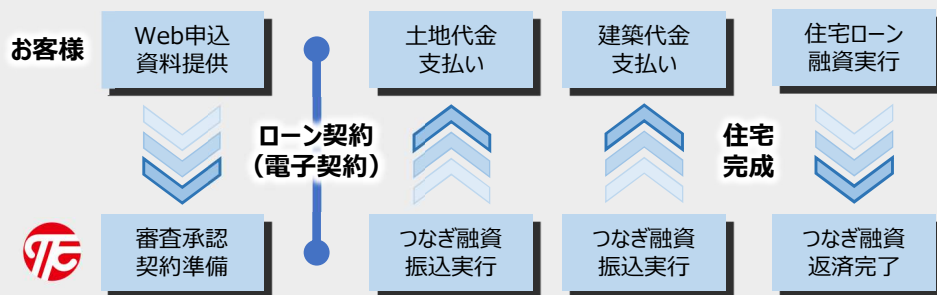 お客様
Web申込
資料提供
土地代金
支払い
建築代金
支払い
住宅ローン
融資実行
ローン契約
（電子契約）
住宅
完成
審査承認
契約準備
つなぎ融資
振込実行
つなぎ融資
振込実行
つなぎ融資
返済完了